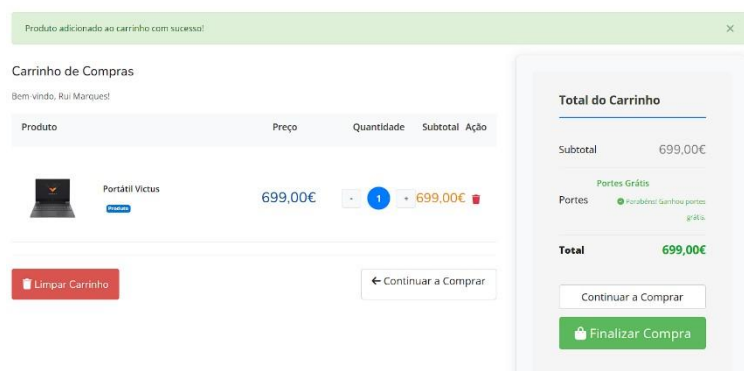 Produto adicionado ao carrinho com sucesso! ×
Carrinho de Compras
Bem-vindo, Rui Marques!
Produto Preço Quantidade Subtotal Ação
Portátil Victus 699,00€ - 1 + 699,00€
Produto
Limpar Carrinho
← Continuar a Comprar
Total do Carrinho
Subtotal 699,00€
Portes Grátis
Portes Parabéns! Ganhou portes
grátis.
Total 699,00€
Continuar a Comprar
Finalizar Compra